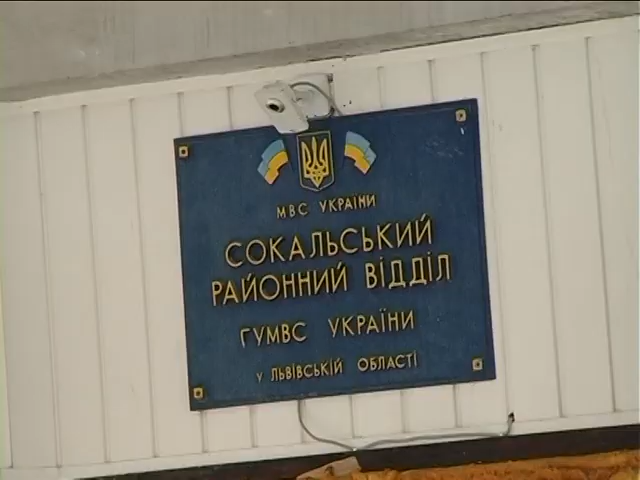 МВС УКРАЇНИ
СОКАЛЬСЬКИЙ
РАЙОННИЙ ВІДДІЛ
ГУМВС УКРАЇНИ
У ЛЬВІВСЬКІЙ ОБЛАСТІ